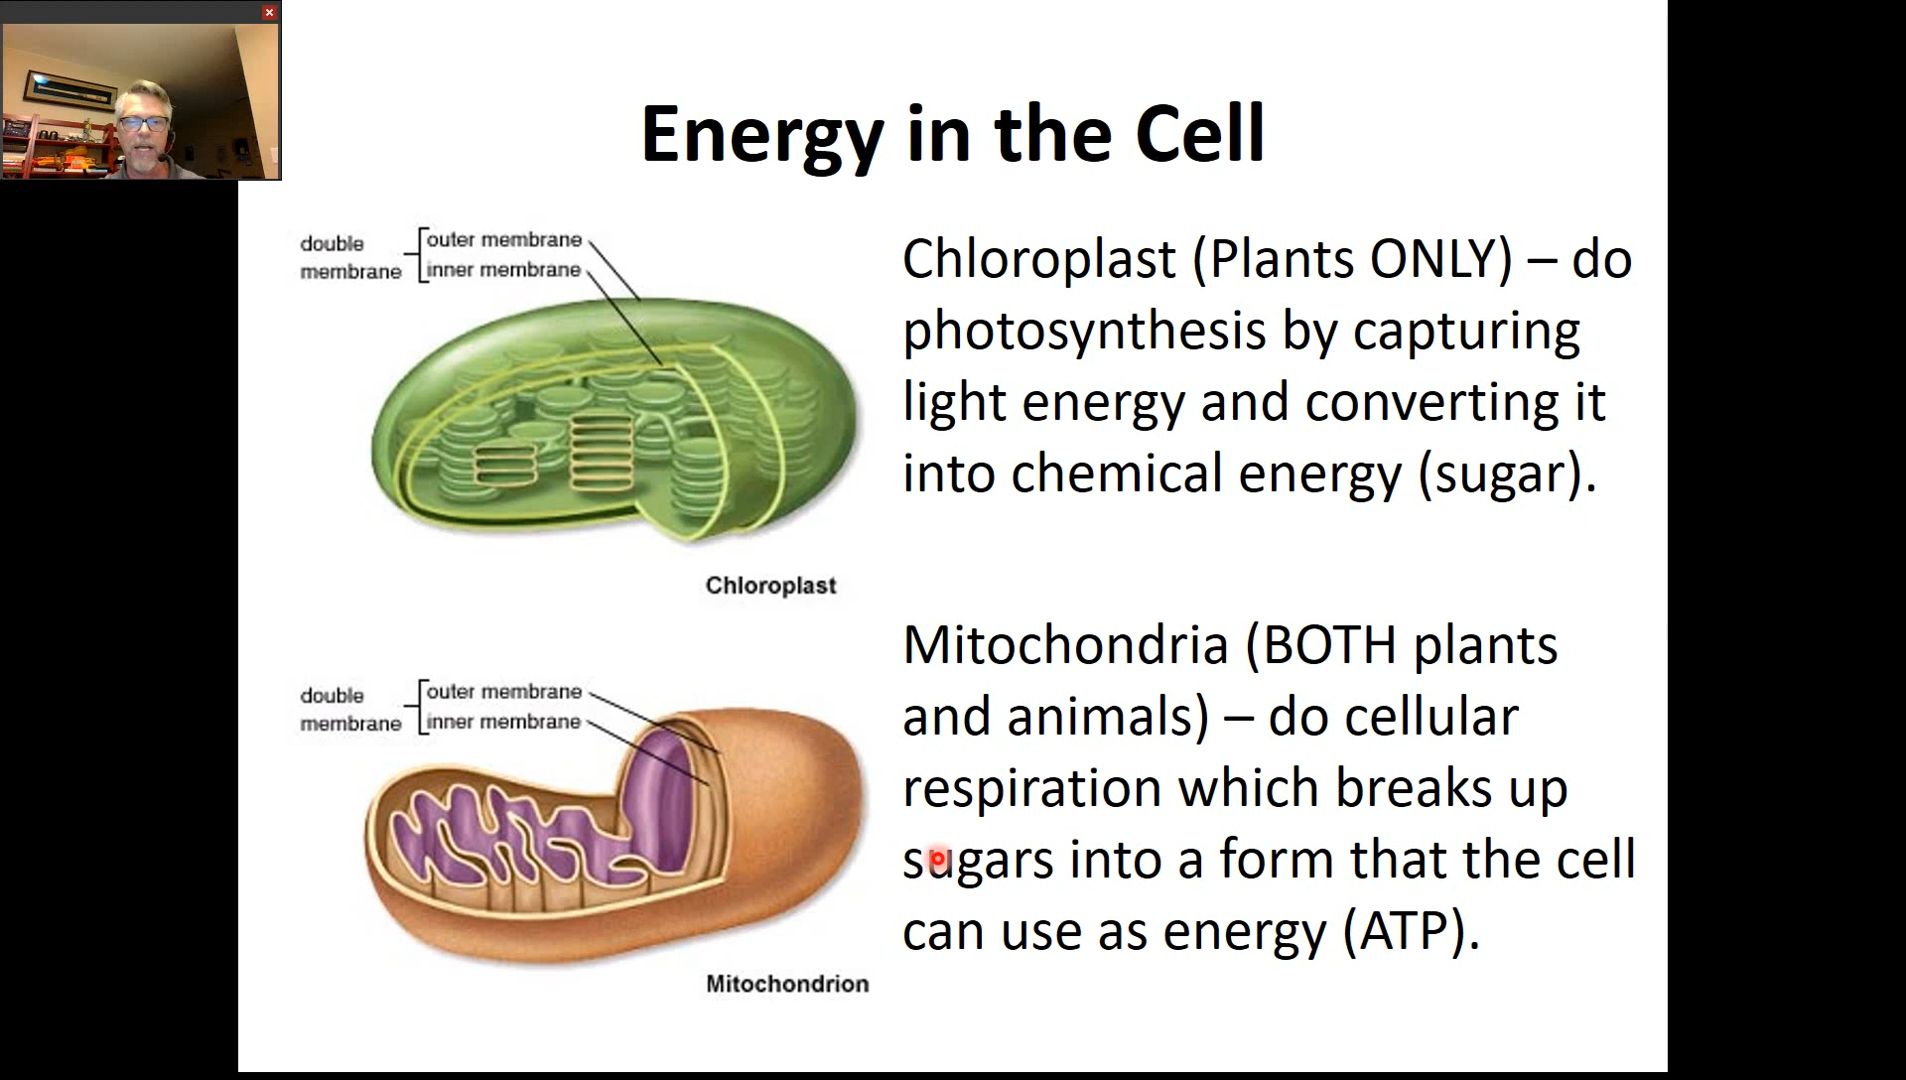 Energy in the Cell
double
membrane
outer membrane
inner membrane
Chloroplast
Chloroplast (Plants ONLY) – do
photosynthesis by capturing
light energy and converting it
into chemical energy (sugar).
double
membrane
outer membrane
inner membrane
Mitochondrion
Mitochondria (BOTH plants
and animals) – do cellular
respiration which breaks up
sugars into a form that the cell
can use as energy (ATP).